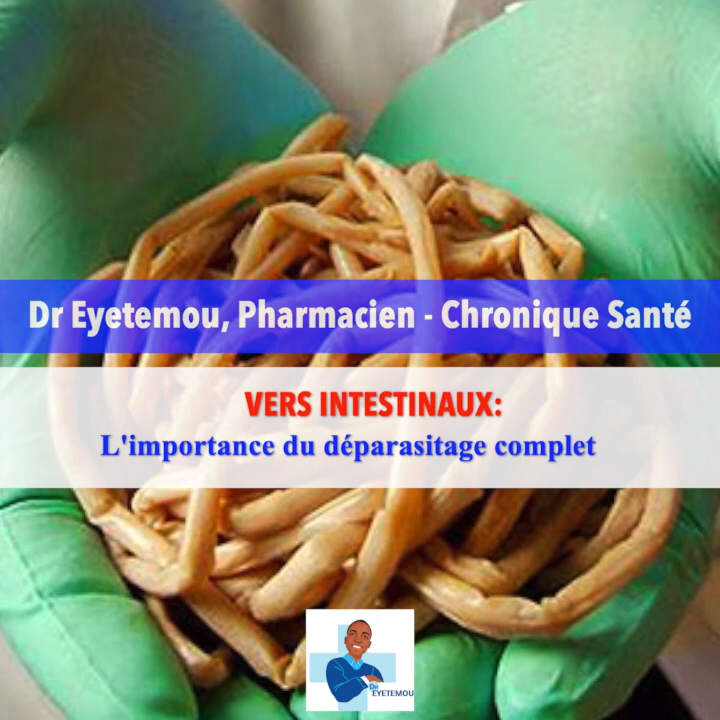 Dr Eyetemou, Pharmacien - Chronique Santé
VERS INTESTINAUX:
L'importance du déparasitage complet
DR
EYETEMOU